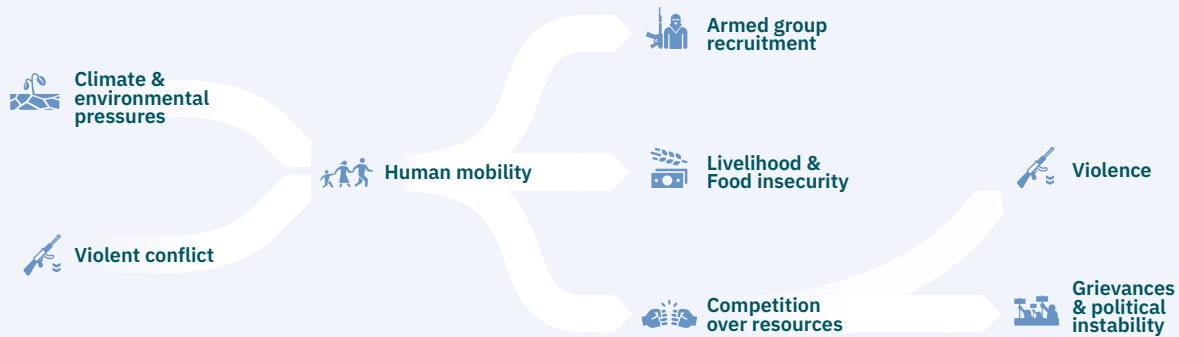 Climate &
environmental
pressures
Violent conflict
Human mobility
Armed group
recruitment
Livelihood &
Food insecurity
Competition
over resources
Violence
Grievances
& political
instability